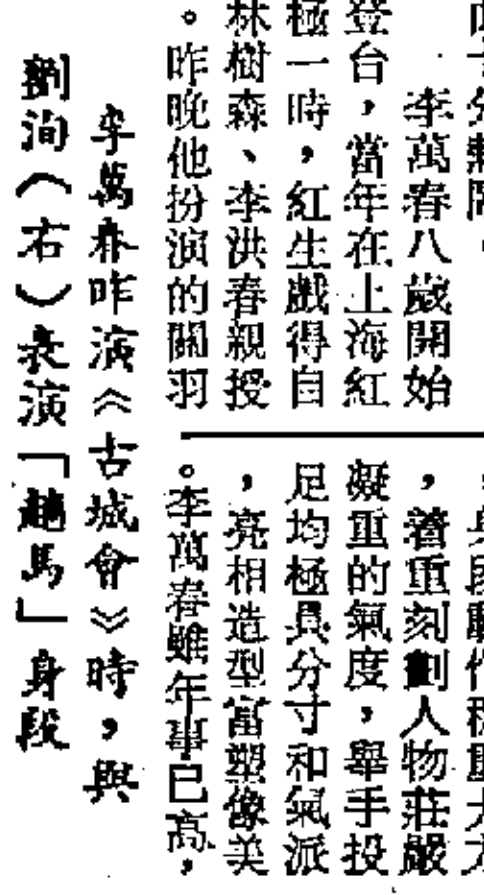 李萬春八歲開始
登台，當年在上海紅
極一時，紅生戲得自
林樹森、李洪春親授
。昨晚他扮演的關羽
，着重刻劃人物莊嚴
凝重的氣度，舉手投
足均極具分寸和氣派
，亮相造型富塑像美
。李萬春雖年事已高，
李萬春昨演《古城會》時，與
劉洵（右）表演「趟馬」身段